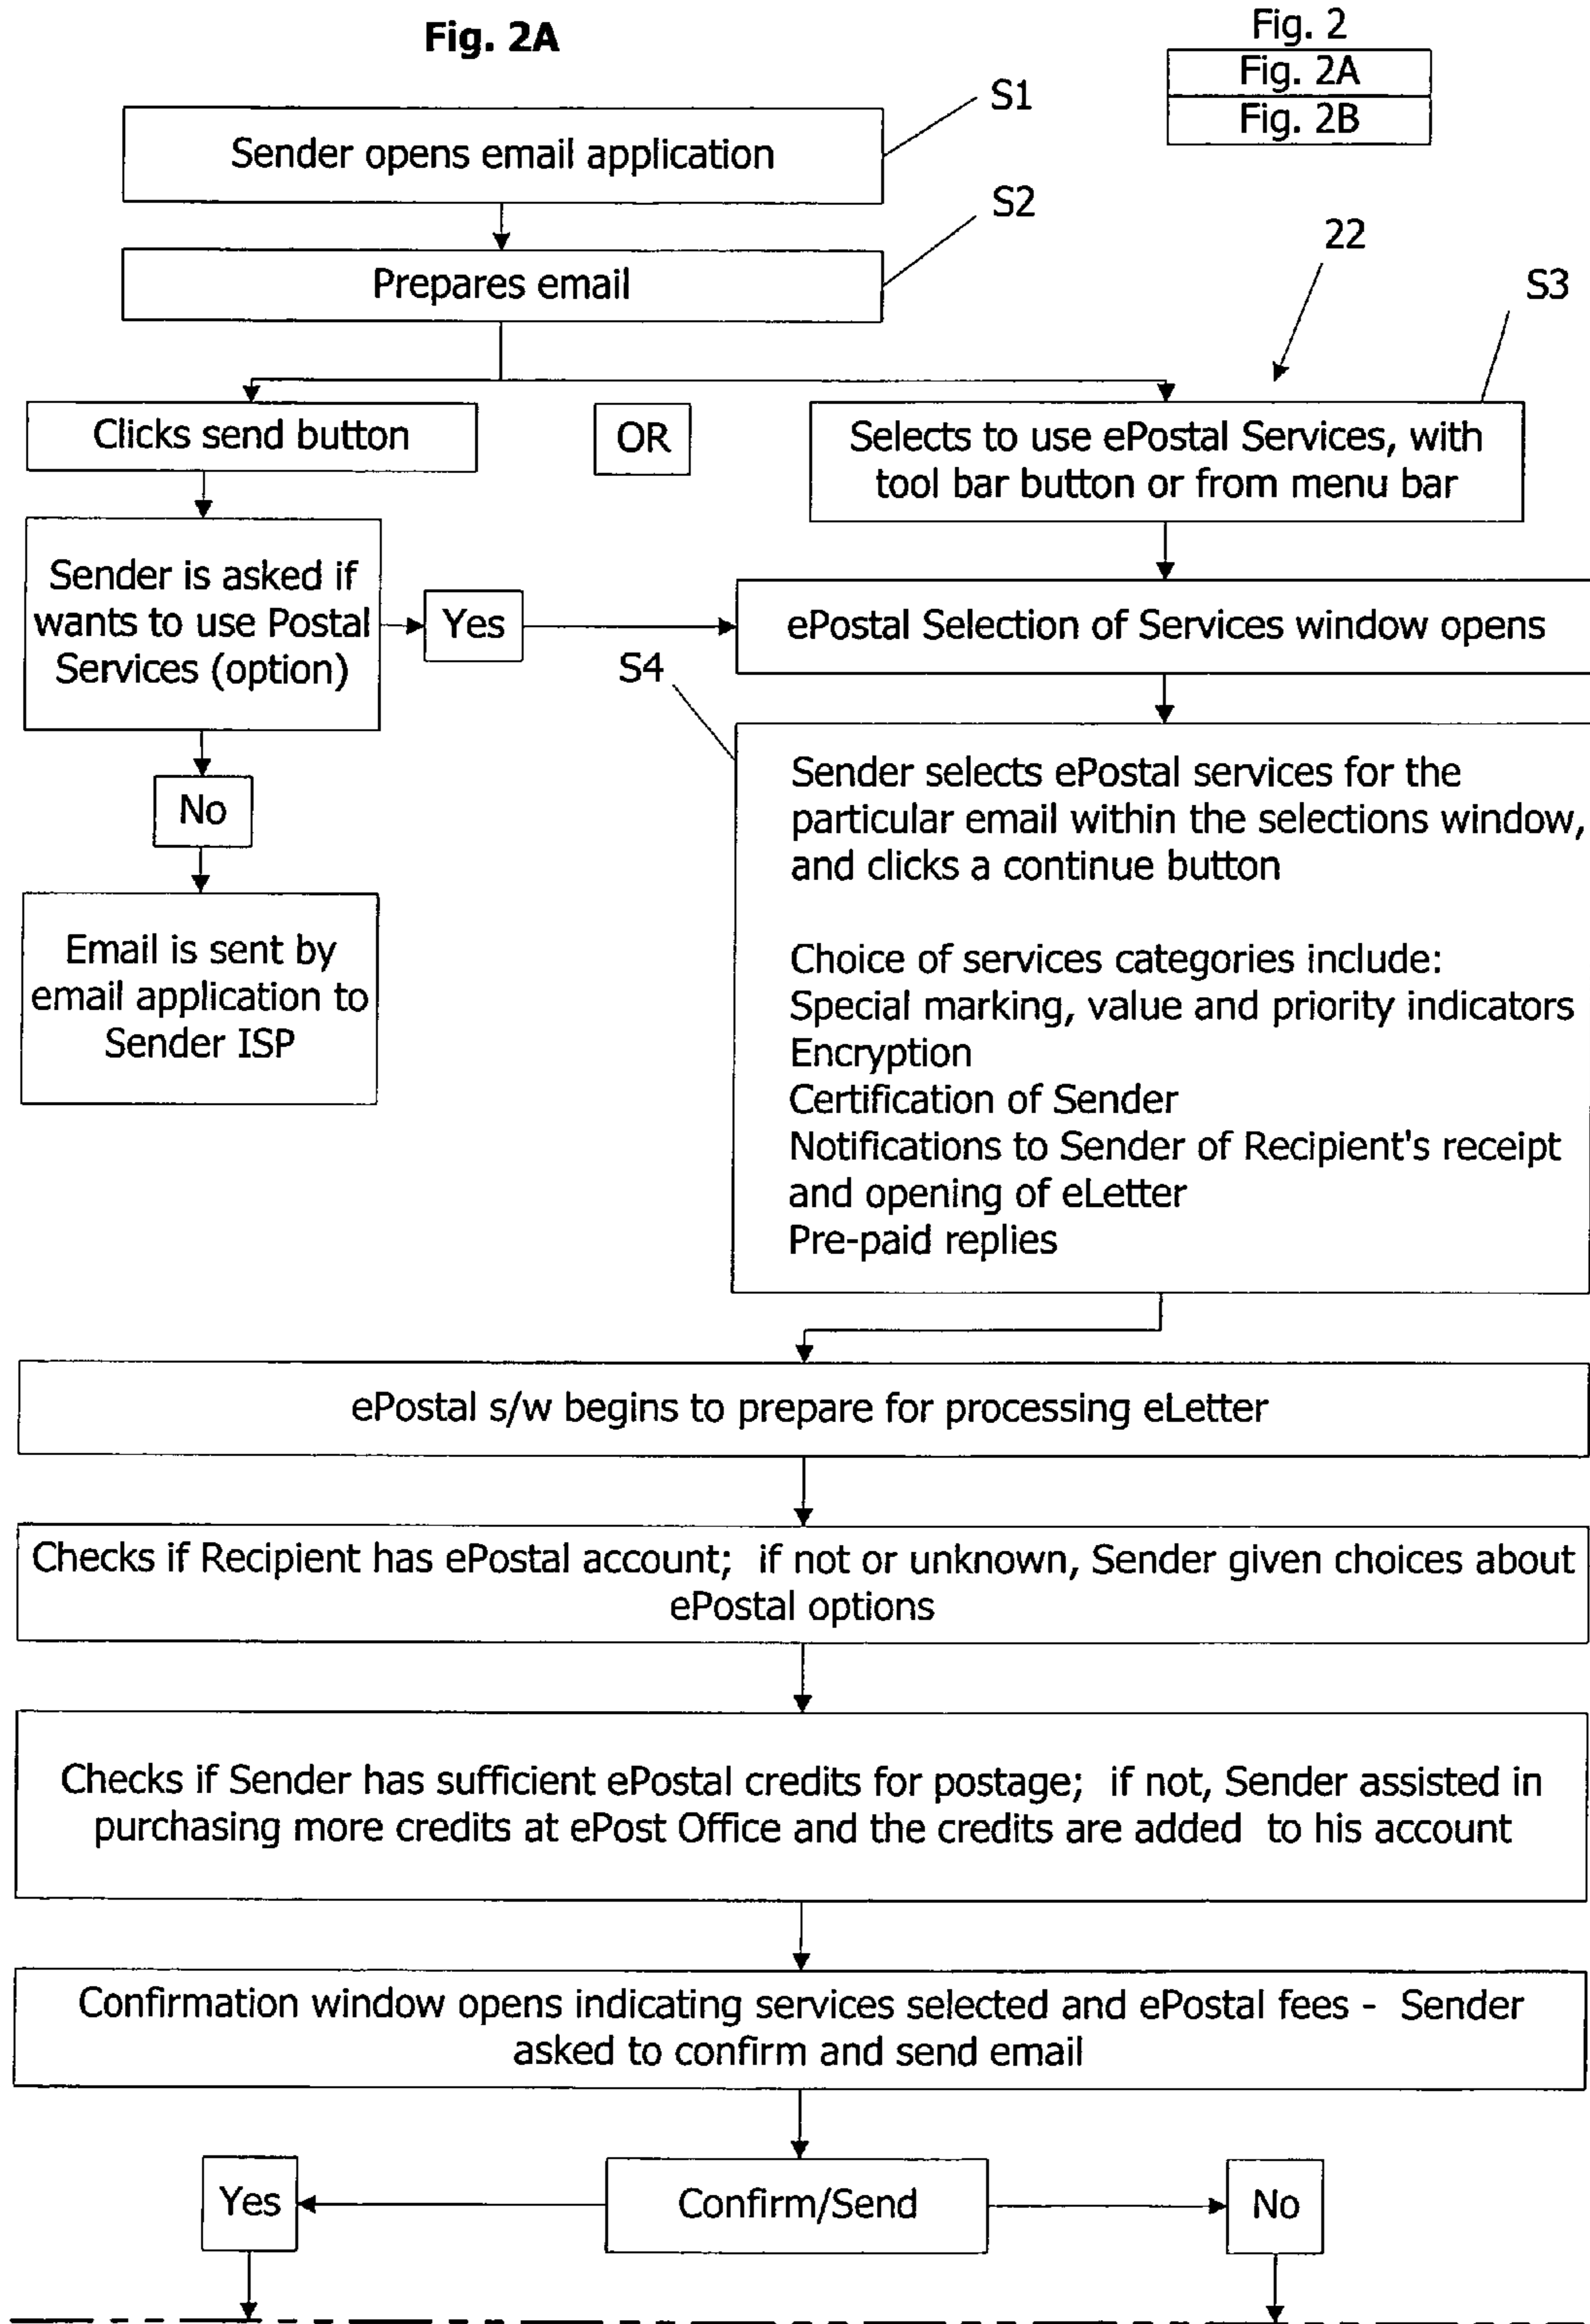 Fig. 2A
Fig. 2
Fig. 2A
Fig. 2B
S1
Sender opens email application
S2
Prepares email
22
S3
Clicks send button
OR
Selects to use ePostal Services, with
tool bar button or from menu bar
Sender is asked if
wants to use Postal
Services (option)
Yes
ePostal Selection of Services window opens
S4
No
Email is sent by
email application to
Sender ISP
Sender selects ePostal services for the
particular email within the selections window,
and clicks a continue button
Choice of services categories include:
Special marking, value and priority indicators
Encryption
Certification of Sender
Notifications to Sender of Recipient's receipt
and opening of eLetter
Pre-paid replies
ePostal s/w begins to prepare for processing eLetter
Checks if Recipient has ePostal account;  if not or unknown, Sender given choices about
ePostal options
Checks if Sender has sufficient ePostal credits for postage;  if not, Sender assisted in
purchasing more credits at ePost Office and the credits are added  to his account
Confirmation window opens indicating services selected and ePostal fees -  Sender
asked to confirm and send email
Yes
Confirm/Send
No